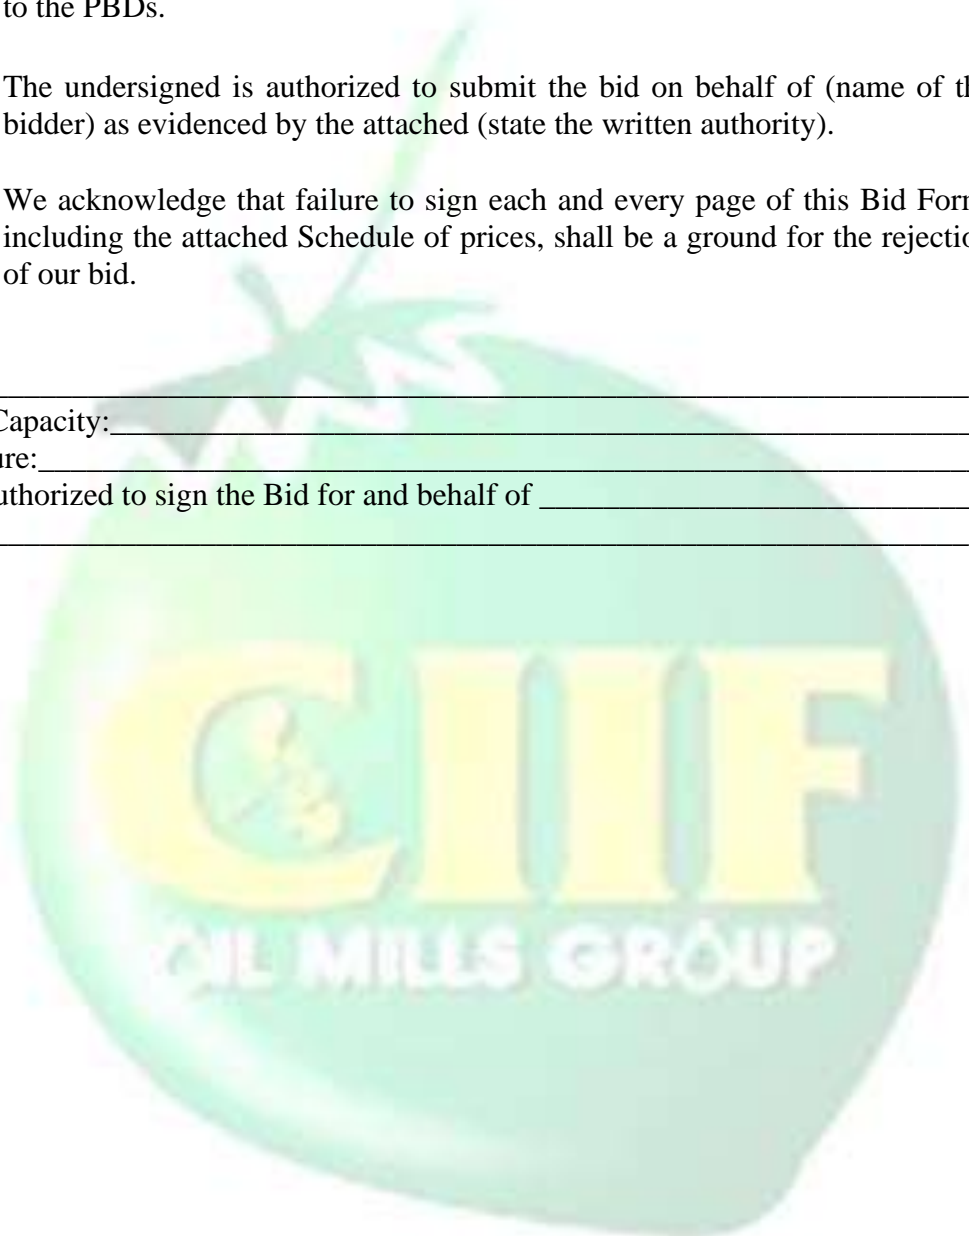 to the PBDs.
The undersigned is authorized to submit the bid on behalf of (name of th
bidder) as evidenced by the attached (state the written authority).
We acknowledge that failure to sign each and every page of this Bid Form
including the attached Schedule of prices, shall be a ground for the rejectio
of our bid.
Capacity:
ure:
uthorized to sign the Bid for and behalf of
CIIF
OIL MILLS GROUP